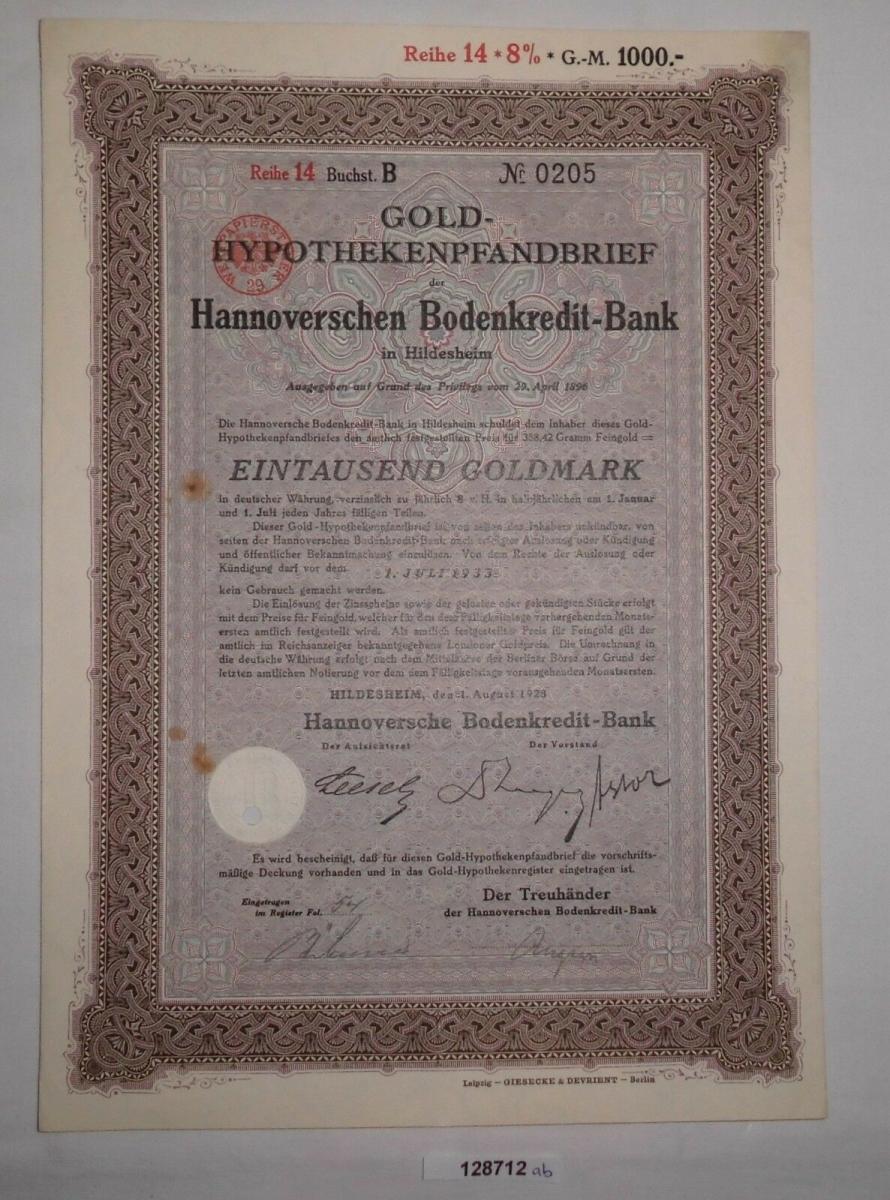 Reihe 14 * 8% * G.-M. 1000.-
Reihe 14 Buchst. B № 0205
GOLD-
HYPOTHEKENPFANDBRIEF
der
Hannoverschen Bodenkredit-Bank
in Hildesheim
Ausgegeben auf Grund des Privilegs vom 29. April 1896
Die Hannoversche Bodenkredit-Bank in Hildesheim schuldet dem Inhaber dieses Gold-
Hypothekenpfandbriefes den amtlich festgestellten Preis für 358,42 Gramm Feingold =
EINTAUSEND GOLDMARK
in deutscher Währung, verzinslich zu jährlich 8 v. H. in halbjährlichen am 1. Januar
und 1. Juli jeden Jahres fälligen Teilen.
Dieser Gold-Hypothekenpfandbrief ist von seiten des Inhabers unkündbar, von
seiten der Hannoverschen Bodenkredit-Bank nach erfolgter Auslosung oder Kündigung
und öffentlicher Bekanntmachung einzulösen. Von dem Rechte der Auslosung oder
Kündigung darf vor dem 1. JULI 1933
kein Gebrauch gemacht werden.
Die Einlösung der Zinsscheine sowie der gelosten oder gekündigten Stücke erfolgt
mit dem Preise für Feingold, welcher für den dem Fälligkeitstage vorhergehenden Monats-
ersten amtlich festgestellt wird. Als amtlich festgestellter Preis für Feingold gilt der
amtlich im Reichsanzeiger bekanntgegebene Londoner Goldpreis. Die Umrechnung in
die deutsche Währung erfolgt nach dem Mittelkurse der Berliner Börse auf Grund der
letzten amtlichen Notierung vor dem dem Fälligkeitstage vorausgehenden Monatsersten.
HILDESHEIM, den 1. August 1928
Hannoversche Bodenkredit-Bank
Der Aufsichtsrat Der Vorstand
Es wird bescheinigt, daß für diesen Gold-Hypothekenpfandbrief die vorschrifts-
mäßige Deckung vorhanden und in das Gold-Hypothekenregister eingetragen ist.
Eingetragen
im Register Fol.
Der Treuhänder
der Hannoverschen Bodenkredit-Bank
Leipzig – GIESECKE & DEVRIENT – Berlin
128712 ab